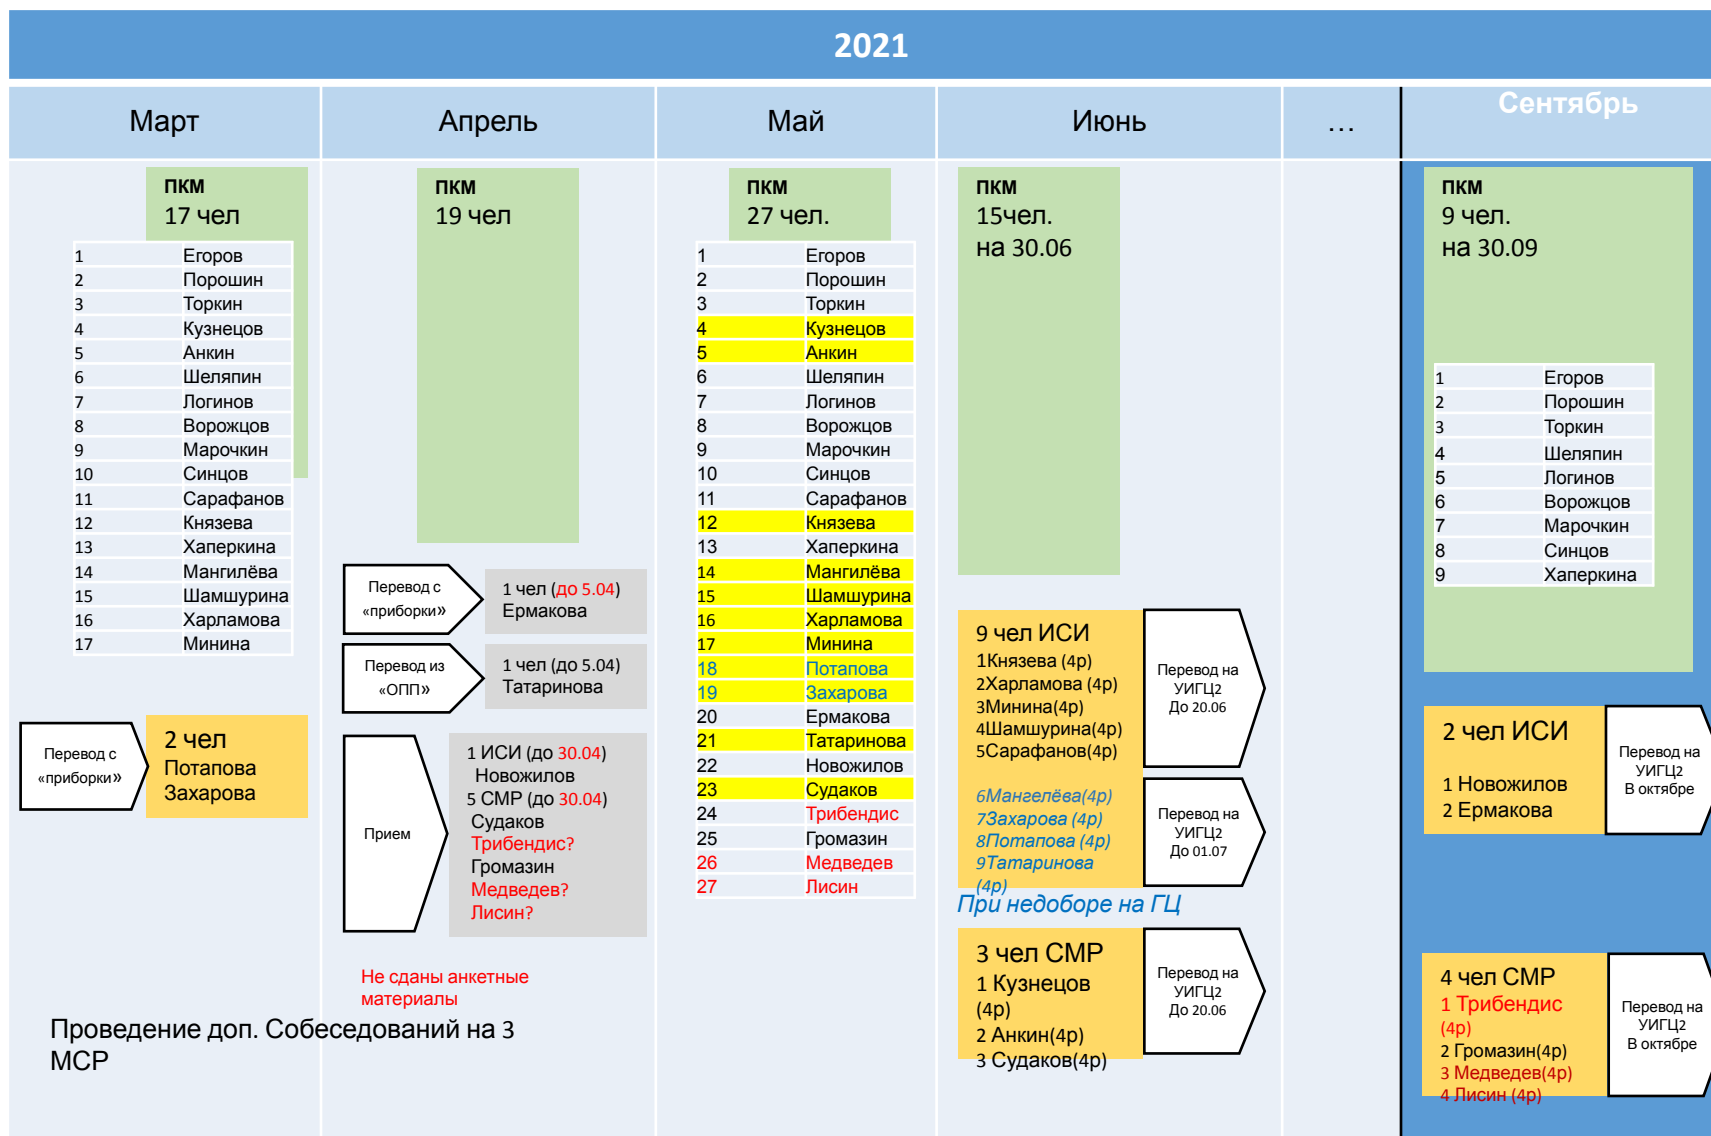 2021
Март
Апрель
Май
Июнь
…
Сентябрь
ПКМ
17 чел
1 Егоров
2 Порошин
3 Торкин
4 Кузнецов
5 Анкин
6 Шеляпин
7 Логинов
8 Ворожцов
9 Марочкин
10 Синцов
11 Сарафанов
12 Князева
13 Хаперкина
14 Мангилёва
15 Шамшурина
16 Харламова
17 Минина
Перевод с
«приборки»
2 чел
Потапова
Захарова
ПКМ
19 чел
Перевод с
«приборки»
1 чел (до 5.04)
Ермакова
Перевод из
«ОПП»
1 чел (до 5.04)
Татаринова
Прием
1 ИСИ (до 30.04)
Новожилов
5 СМР (до 30.04)
Судаков
Трибендис?
Громазин
Медведев?
Лисин?
Не сданы анкетные
материалы
Проведение доп. Собеседований на 3
МСР
ПКМ
27 чел.
1 Егоров
2 Порошин
3 Торкин
4 Кузнецов
5 Анкин
6 Шеляпин
7 Логинов
8 Ворожцов
9 Марочкин
10 Синцов
11 Сарафанов
12 Князева
13 Хаперкина
14 Мангилёва
15 Шамшурина
16 Харламова
17 Минина
18 Потапова
19 Захарова
20 Ермакова
21 Татаринова
22 Новожилов
23 Судаков
24 Трибендис
25 Громазин
26 Медведев
27 Лисин
ПКМ
15чел.
на 30.06
9 чел ИСИ
1Князева (4р)
2Харламова (4р)
3Минина(4р)
4Шамшурина(4р)
5Сарафанов(4р)
6Мангелёва(4р)
7Захарова (4р)
8Потапова (4р)
9Татаринова
(4р)
Перевод на
УИГЦ2
До 20.06
Перевод на
УИГЦ2
До 01.07
При недоборе на ГЦ
3 чел СМР
1 Кузнецов
(4р)
2 Анкин(4р)
3 Судаков(4р)
Перевод на
УИГЦ2
До 20.06
ПКМ
9 чел.
на 30.09
1 Егоров
2 Порошин
3 Торкин
4 Шеляпин
5 Логинов
6 Ворожцов
7 Марочкин
8 Синцов
9 Хаперкина
2 чел ИСИ
1 Новожилов
2 Ермакова
Перевод на
УИГЦ2
В октябре
4 чел СМР
1 Трибендис
(4р)
2 Громазин(4р)
3 Медведев(4р)
4 Лисин (4р)
Перевод на
УИГЦ2
В октябре